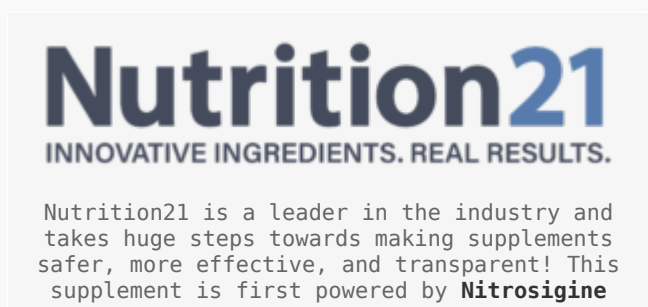 Nutrition21
INNOVATIVE INGREDIENTS. REAL RESULTS.
Nutrition21 is a leader in the industry and
takes huge steps towards making supplements
safer, more effective, and transparent! This
supplement is first powered by Nitrosigine